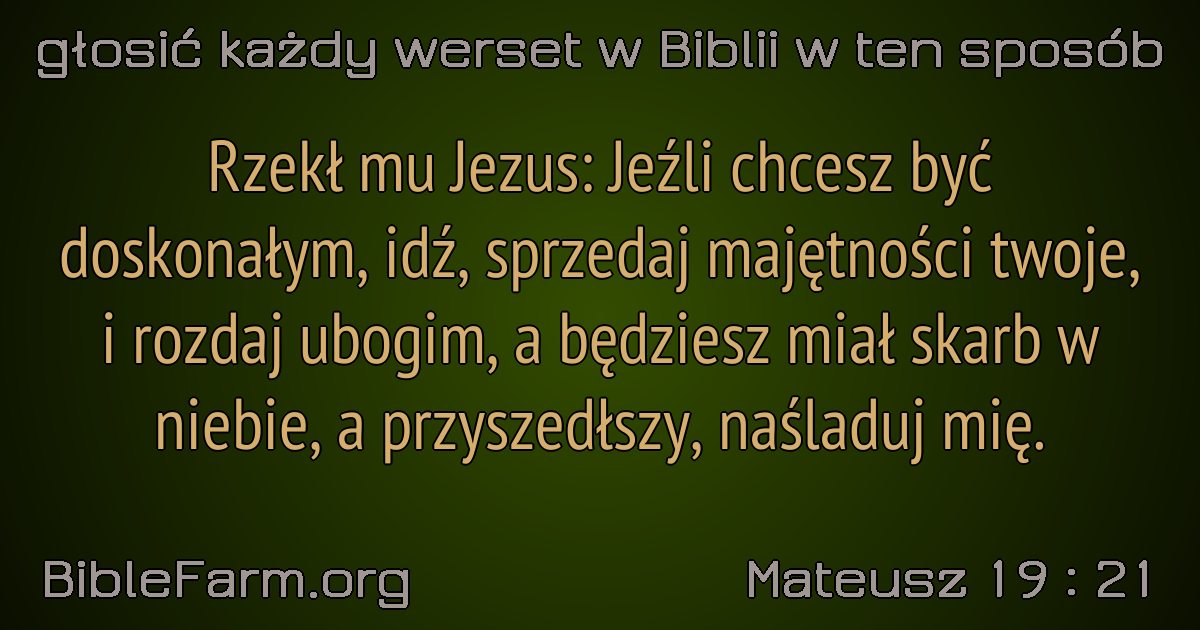 głosić każdy werset w Biblii w ten sposób
Rzekł mu Jezus: Jeźli chcesz być
doskonałym, idź, sprzedaj majętności twoje,
i rozdaj ubogim, a będziesz miał skarb w
niebie, a przyszedłszy, naśladuj mię.
BibleFarm.org
Mateusz 19 : 21